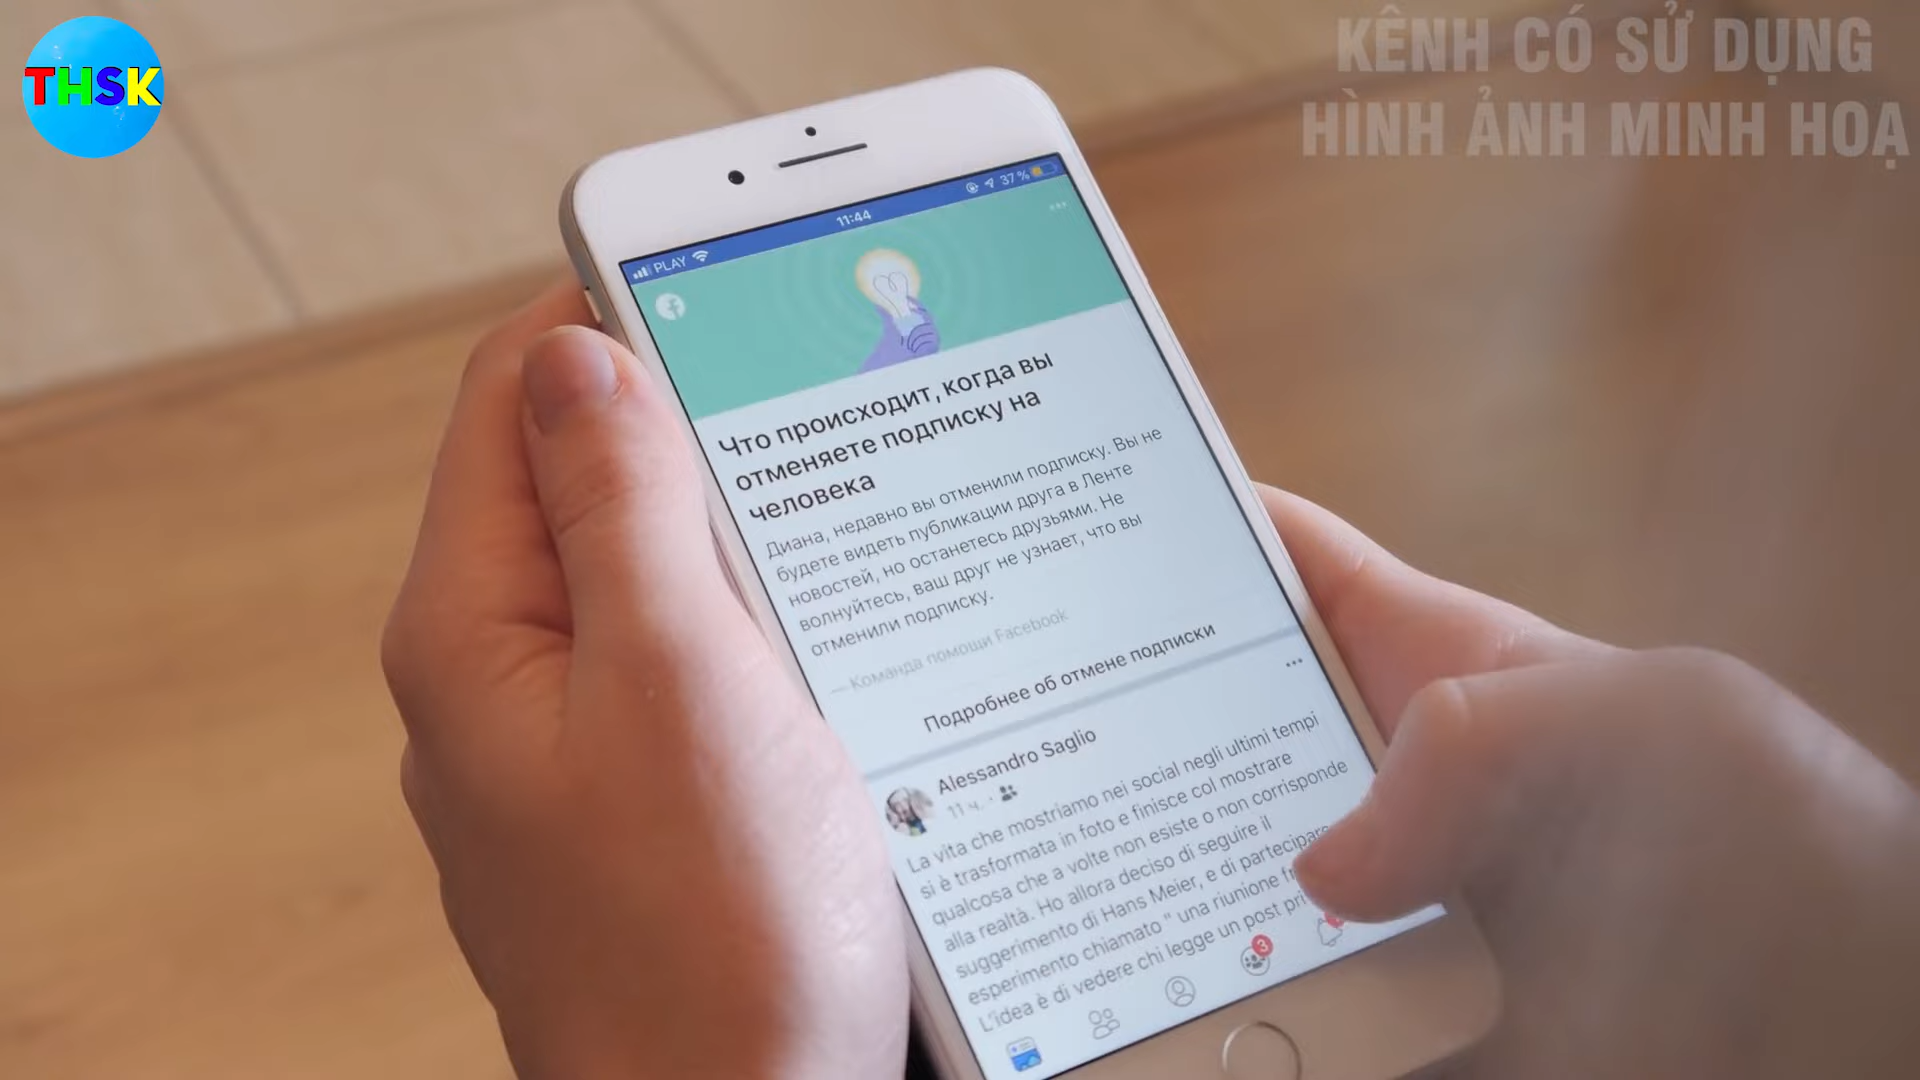 THSK
KÊNH CÓ SỬ DỤNG
HÌNH ẢNH MINH HOẠ
PLAY
11:44
37 %
Что происходит, когда вы
отменяете подписку на
человека
Диана, недавно вы отменили подписку. Вы не
будете видеть публикации друга в Ленте
новостей, но останетесь друзьями. Не
волнуйтесь, ваш друг не узнает, что вы
отменили подписку.
— Команда помощи Facebook
Подробнее об отмене подписки
Alessandro Saglio
11 ч.
La vita che mostriamo nei social negli ultimi tempi
si è trasformata in foto e finisce col mostrare
qualcosa che a volte non esiste o non corrisponde
alla realtà. Ho allora deciso di seguire il
suggerimento di Hans Meier, e di partecipare
esperimento chiamato " una riunione
L'idea è di vedere chi legge un post
3